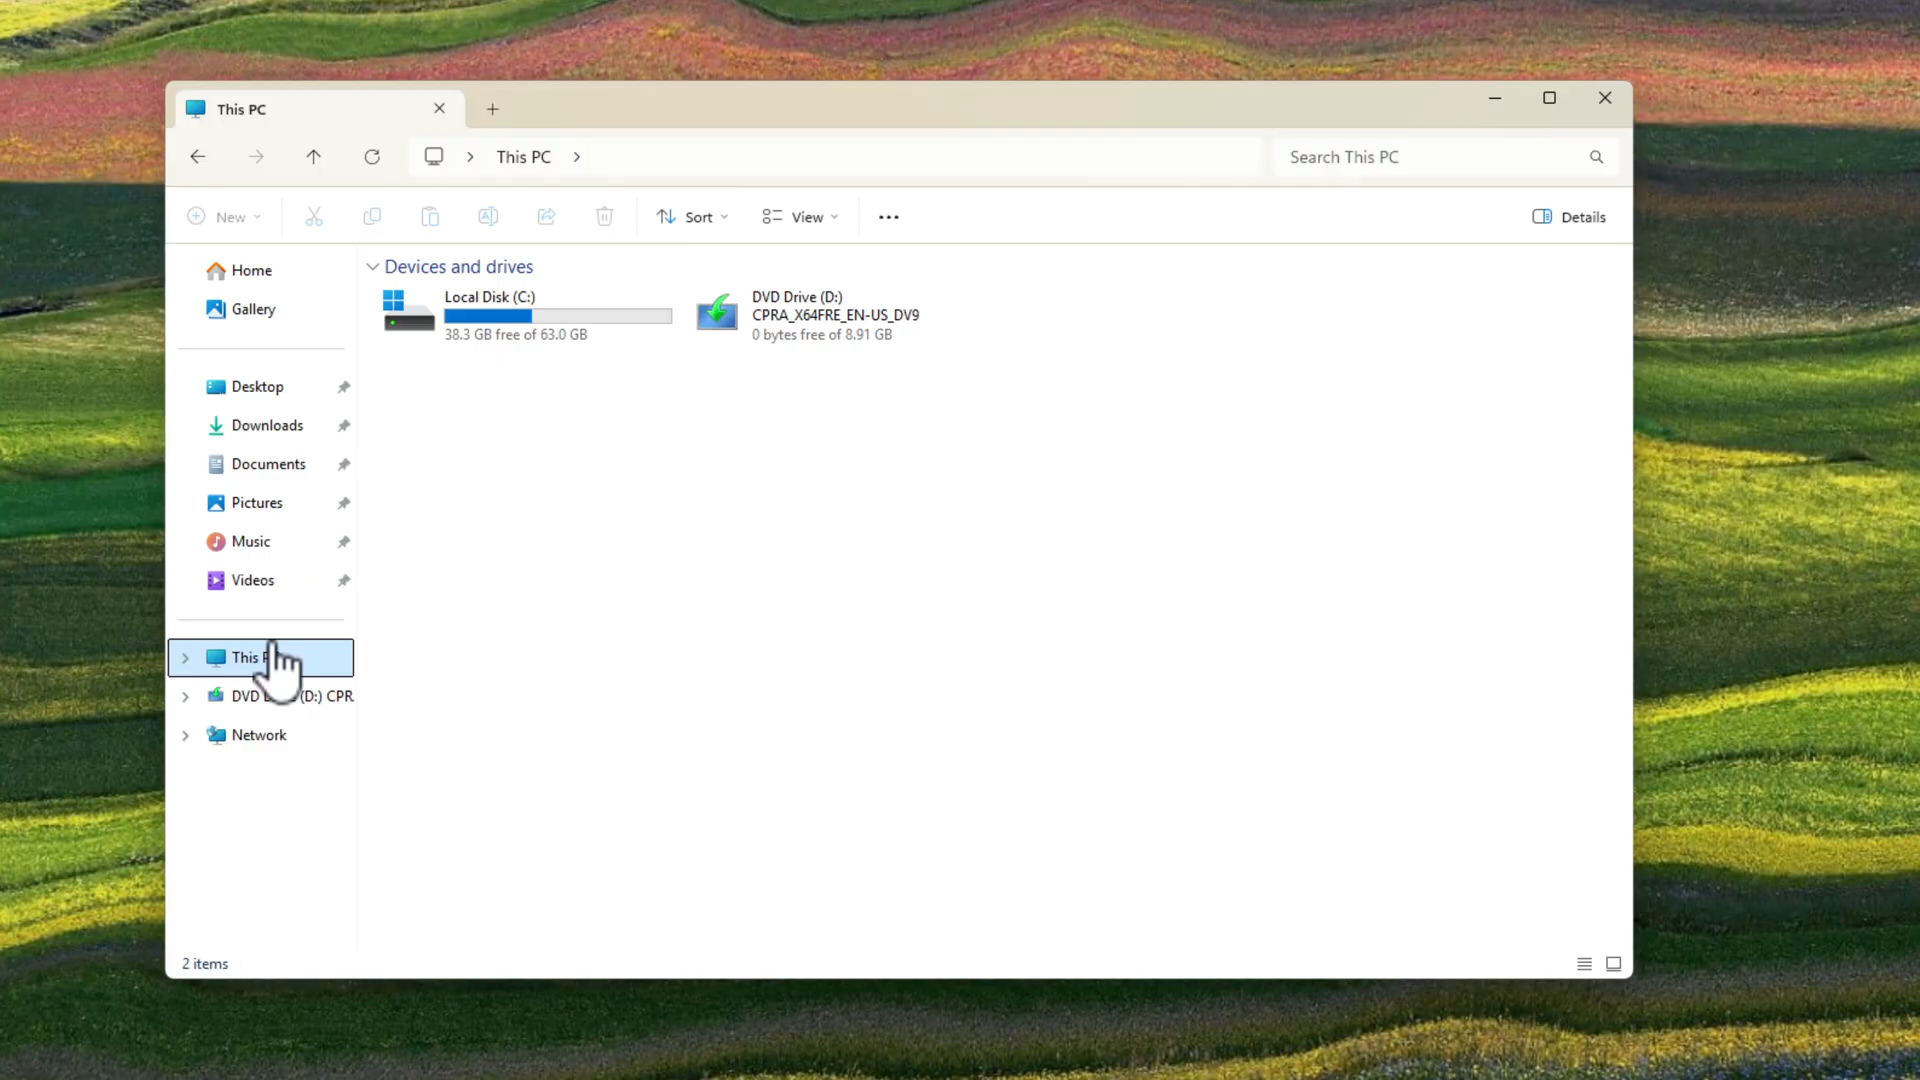 This PC
This PC
Search This PC
New
Sort
View
Details
Home
Gallery
Desktop
Downloads
Documents
Pictures
Music
Videos
This P
DVD D (D:) CPR
Network
Devices and drives
Local Disk (C:)
38.3 GB free of 63.0 GB
DVD Drive (D:)
CPRA_X64FRE_EN-US_DV9
0 bytes free of 8.91 GB
2 items